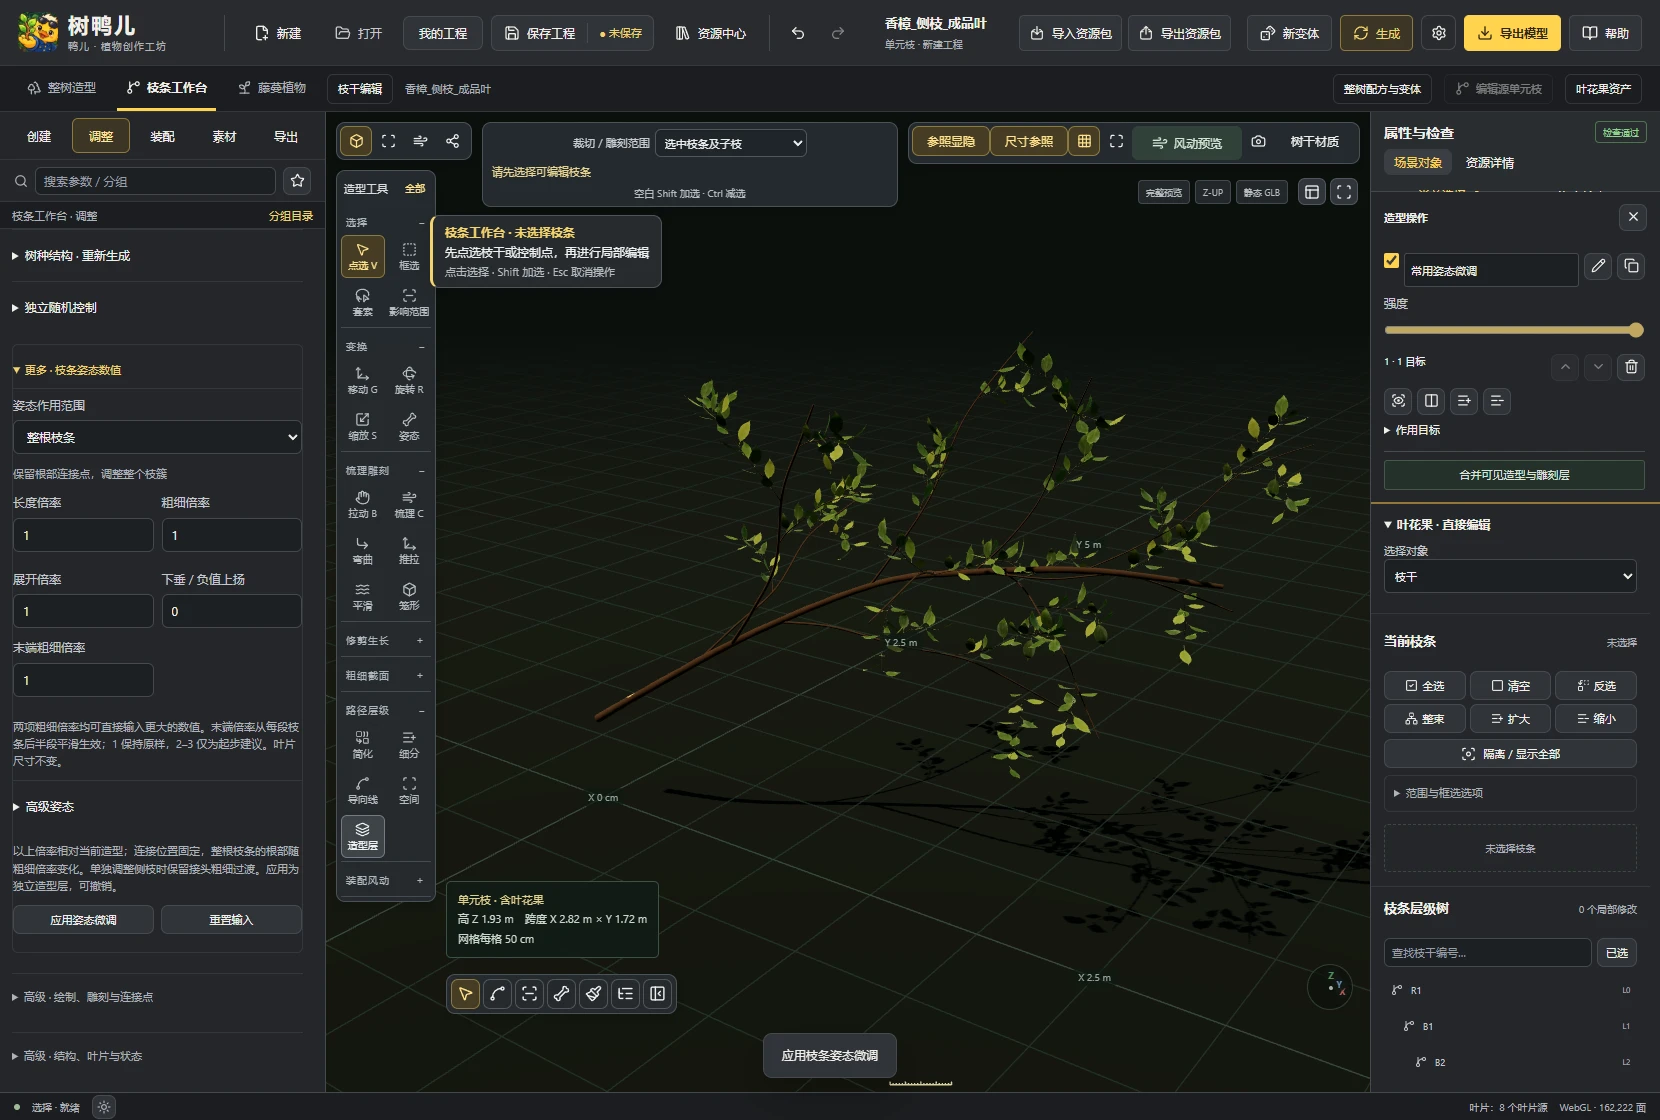 树鸭儿
鸭儿 · 植物创作工坊
新建
打开
我的工程
保存工程
● 未保存
资源中心
香樟_侧枝_成品叶
单元枝 · 新建工程
导入资源包
导出资源包
新变体
生成
导出模型
帮助
整树造型
枝条工作台
藤蔓植物
枝干编辑
香樟_侧枝_成品叶
整树配方与变体
编辑源单元枝
叶花果资产
创建
调整
装配
素材
导出
搜索参数 / 分组
枝条工作台 · 调整
分组目录
树种结构 · 重新生成
独立随机控制
更多 · 枝条姿态数值
姿态作用范围
整根枝条
保留根部连接点，调整整个枝簇
长度倍率
粗细倍率
1
1
展开倍率
下垂 / 负值上扬
1
0
末端粗细倍率
1
两项粗细倍率均可直接输入更大的数值。末端倍率从每段枝
条后半段平滑生效；1 保持原样，2–3 仅为起步建议。叶片
尺寸不变。
高级姿态
以上倍率相对当前造型；连接位置固定，整根枝条的根部随
粗细倍率变化。单独调整侧枝时保留接头粗细过渡。应用为
独立造型层，可撤销。
应用姿态微调
重置输入
高级 · 绘制、雕刻与连接点
高级 · 结构、叶片与状态
选择 · 就绪
裁切 / 雕刻范围
选中枝条及子枝
请先选择可编辑枝条
空白 Shift 加选 · Ctrl 减选
参照显隐
尺寸参照
风动预览
树干材质
完整预览
Z-UP
静态 GLB
造型工具
全部
选择
点选 V
框选
套索
影响范围
变换
移动 G
旋转 R
缩放 S
姿态
梳理雕刻
拉动 B
梳理 C
弯曲
推拉
平滑
笼形
修剪生长
粗细截面
路径层级
简化
细分
导向线
空间
造型层
装配风动
枝条工作台 · 未选择枝条
先点选枝干或控制点，再进行局部编辑
点击选择 · Shift 加选 · Esc 取消操作
Y 5 m
Y 2.5 m
X 0 cm
X 2.5 m
单元枝 · 含叶花果
高 Z 1.93 m 跨度 X 2.82 m × Y 1.72 m
网格每格 50 cm
应用枝条姿态微调
Z
Y
X
属性与检查
检查通过
场景对象
资源详情
造型操作
常用姿态微调
强度
1 · 1 目标
作用目标
合并可见造型与雕刻层
叶花果 · 直接编辑
选择对象
枝干
当前枝条
未选择
全选
清空
反选
整束
扩大
缩小
隔离 / 显示全部
范围与框选选项
未选择枝条
枝条层级树
0 个局部修改
查找枝干编号...
已选
R1
L0
B1
L1
B2
L2
叶片：8 个叶片源
WebGL · 162,222 面